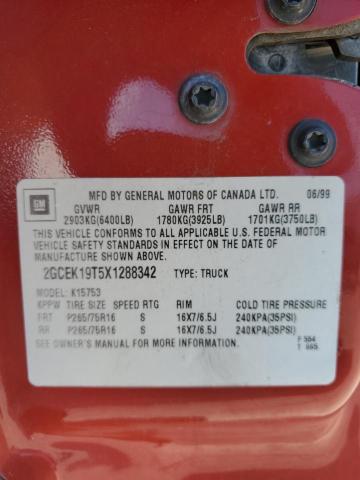 GM
MFD BY GENERAL MOTORS OF CANADA LTD. 06/99
GVWR GAWR FRT GAWR RR
2903KG(6400LB) 1780KG(3925LB) 1701KG(3750LB)
THIS VEHICLE CONFORMS TO ALL APPLICABLE U.S. FEDERAL MOTOR
VEHICLE SAFETY STANDARDS IN EFFECT ON THE DATE OF
MANUFACTURE SHOWN ABOVE.
2GCEK19T5X1288342 TYPE: TRUCK
MODEL: K15753
KPPW TIRE SIZE SPEED RTG RIM COLD TIRE PRESSURE
FRT P265/75R16 S 16X7/6.5J 240KPA(35PSI)
RR P265/75R16 S 16X7/6.5J 240KPA(35PSI)
SEE OWNER'S MANUAL FOR MORE INFORMATION.